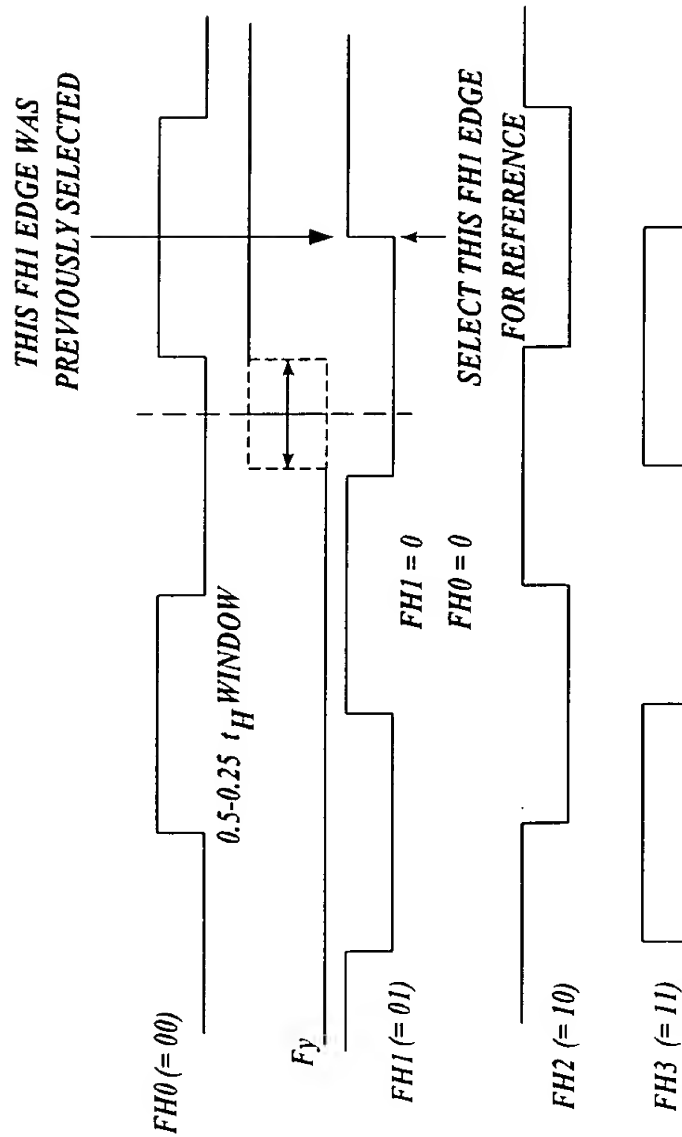 THIS FH1 EDGE WAS
PREVIOUSLY SELECTED
FH0 (= 00)
0.5-0.25 tH WINDOW
Fy
FH1 (= 01)
FH1 = 0
FH0 = 0
SELECT THIS FH1 EDGE
FOR REFERENCE
FH2 (= 10)
FH3 (= 11)